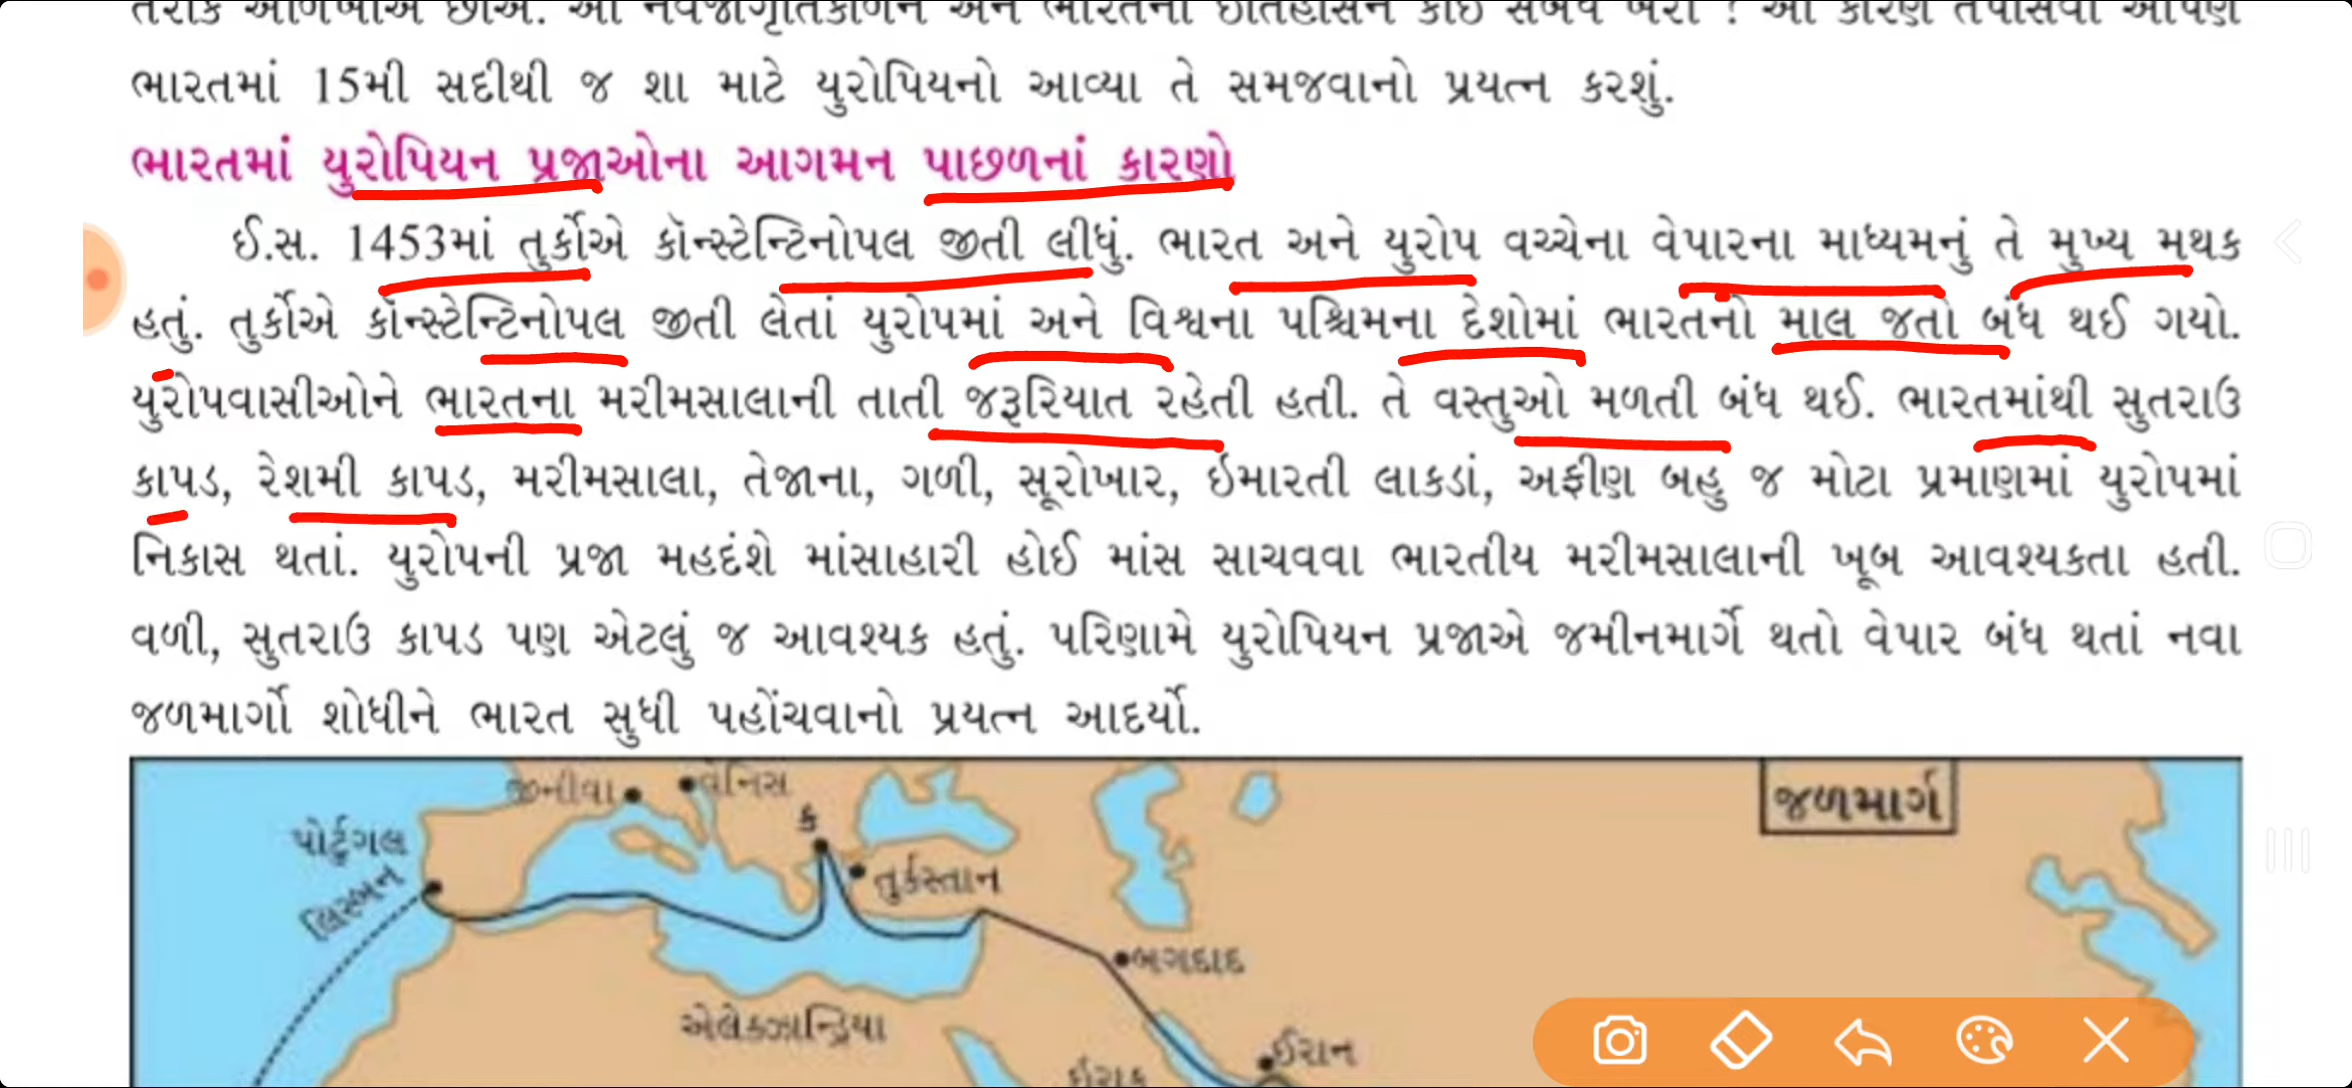 ભારતમાં 15મી સદીથી જ શા માટે યુરોપિયનો આવ્યા તે સમજવાનો પ્રયત્ન કરશું.
ભારતમાં યુરોપિયન પ્રજાઓના આગમન પાછળનાં કારણો
ઈ.સ. 1453માં તુર્કોએ કૉન્સ્ટેન્ટિનોપલ જીતી લીધું. ભારત અને યુરોપ વચ્ચેના વેપારના માધ્યમનું તે મુખ્ય મથક
હતું. તુર્કોએ કૉન્સ્ટેન્ટિનોપલ જીતી લેતાં યુરોપમાં અને વિશ્વના પશ્ચિમના દેશોમાં ભારતનો માલ જતો બંધ થઈ ગયો.
યુરોપવાસીઓને ભારતના મરીમસાલાની તાતી જરૂરિયાત રહેતી હતી. તે વસ્તુઓ મળતી બંધ થઈ. ભારતમાંથી સુતરાઉ
કાપડ, રેશમી કાપડ, મરીમસાલા, તેજાના, ગળી, સૂરોખાર, ઈમારતી લાકડાં, અફીણ બહુ જ મોટા પ્રમાણમાં યુરોપમાં
નિકાસ થતાં. યુરોપની પ્રજા મહદંશે માંસાહારી હોઈ માંસ સાચવવા ભારતીય મરીમસાલાની ખૂબ આવશ્યકતા હતી.
વળી, સુતરાઉ કાપડ પણ એટલું જ આવશ્યક હતું. પરિણામે યુરોપિયન પ્રજાએ જમીનમાર્ગે થતો વેપાર બંધ થતાં નવા
જળમાર્ગો શોધીને ભારત સુધી પહોંચવાનો પ્રયત્ન આદર્યો.
જીનીવા
વેનિસ
જળમાર્ગ
ક
પોર્ટુગલ
લિસ્બન
તુર્કસ્તાન
બગદાદ
એલેક્ઝાન્ડ્રિયા
ઈરાન